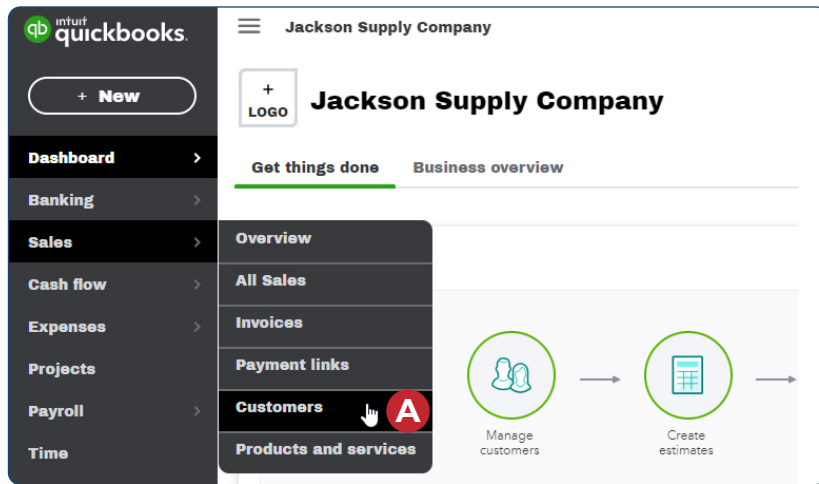 qb intuit quickbooks.
Jackson Supply Company
+ New
+
LOGO
Jackson Supply Company
Get things done
Business overview
Dashboard
Banking
Sales
Cash flow
Expenses
Projects
Payroll
Time
Overview
All Sales
Invoices
Payment links
Customers
A
Products and services
Manage
customers
Create
estimates